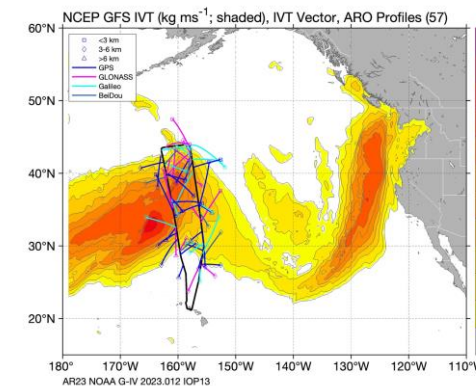 NCEP GFS IVT (kg ms⁻¹; shaded), IVT Vector, ARO Profiles (57)
<3 km
3-6 km
>6 km
GPS
GLONASS
Galileo
BeiDou
60°N
50°N
40°N
30°N
20°N
180° 170°W 160°W 150°W 140°W 130°W 120°W 110°W
AR23 NOAA G-IV 2023.012 IOP13